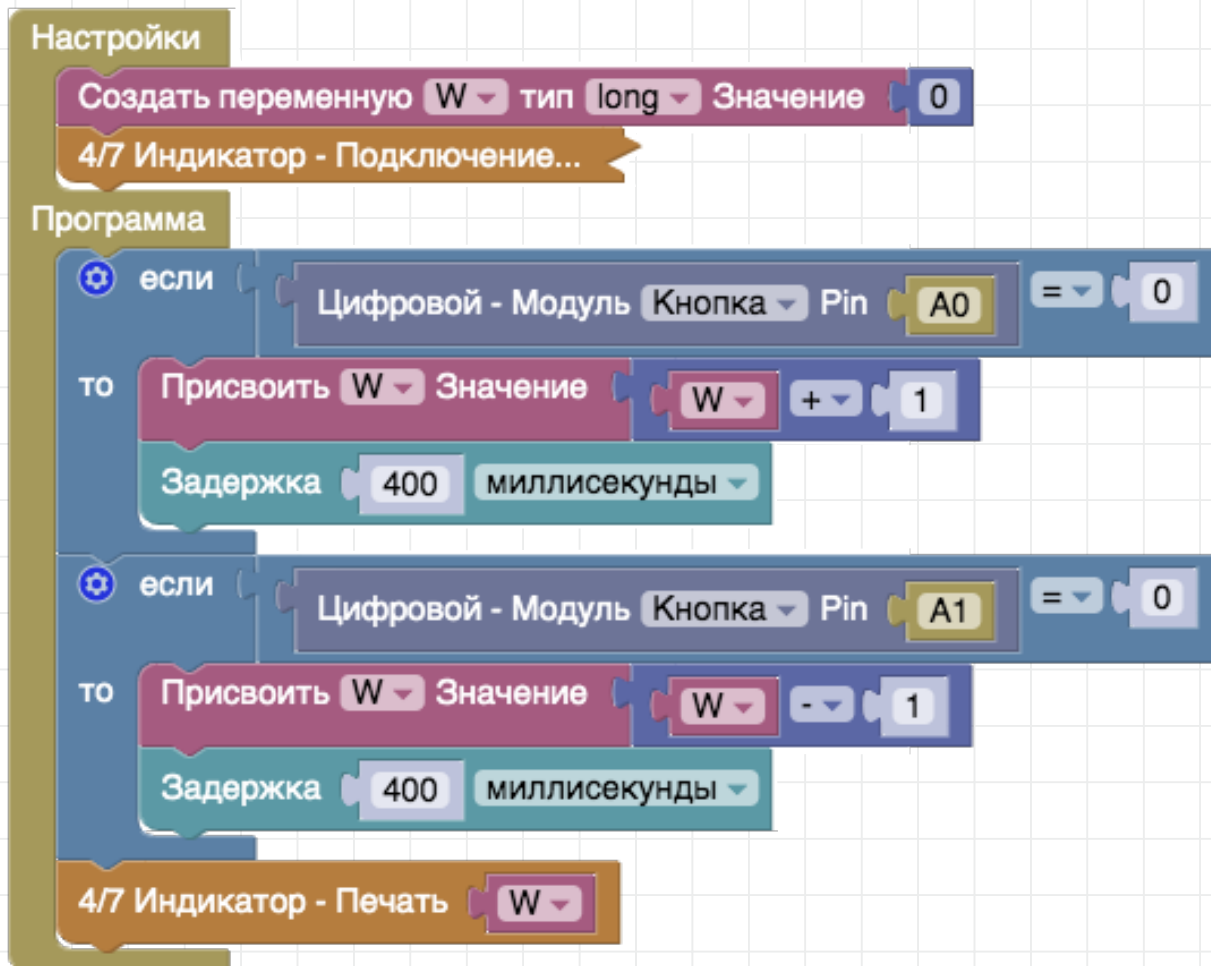 Настройки
Создать переменную W тип long Значение 0
4/7 Индикатор - Подключение...
Программа
если Цифровой - Модуль Кнопка Pin A0 = 0
то Присвоить W Значение W + 1
Задержка 400 миллисекунды
если Цифровой - Модуль Кнопка Pin A1 = 0
то Присвоить W Значение W - 1
Задержка 400 миллисекунды
4/7 Индикатор - Печать W